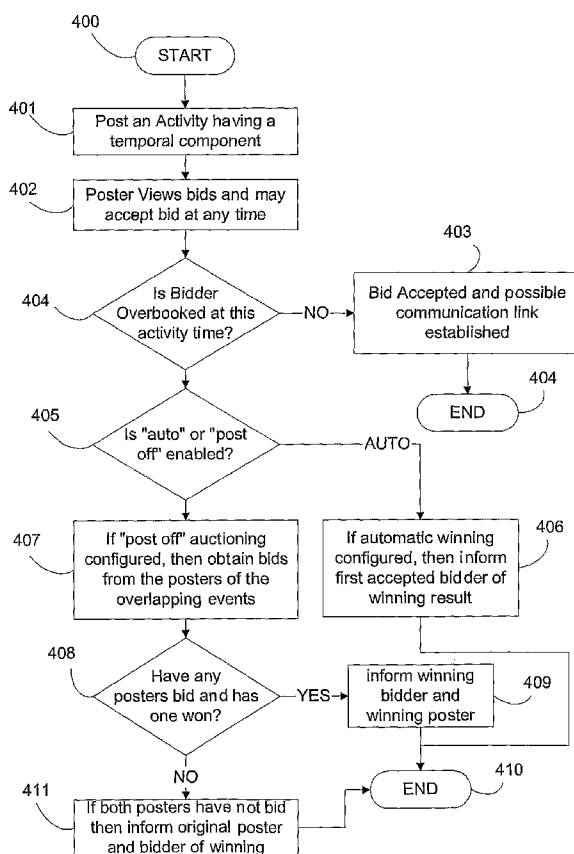 400
START
401
Post an Activity having a
temporal component
402
Poster Views bids and may
accept bid at any time
403
404
Is Bidder
Overbooked at this
activity time?
NO
Bid Accepted and possible
communication link
established
END
404
405
Is "auto" or "post
off" enabled?
AUTO
407
If "post off" auctioning
configured, then obtain bids
from the posters of the
overlapping events
406
If automatic winning
configured, then inform
first accepted bidder of
winning result
408
Have any
posters bid and has
one won?
YES
inform winning
bidder and
winning poster
409
NO
411
If both posters have not bid
then inform original poster
and bidder of winning
END
410